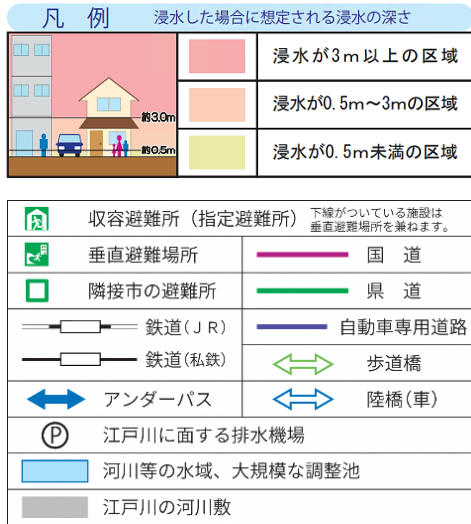 凡 例 浸水した場合に想定される浸水の深さ
約3.0m
約0.5m
浸水が3m以上の区域
浸水が0.5m～3mの区域
浸水が0.5m未満の区域
収容避難所（指定避難所） 下線がついている施設は
垂直避難場所を兼ねます。
垂直避難場所
国 道
隣接市の避難所
県 道
鉄道（ＪＲ）
自動車専用道路
鉄道（私鉄）
歩道橋
アンダーパス
陸橋（車）
P 江戸川に面する排水機場
河川等の水域、大規模な調整池
江戸川の河川敷